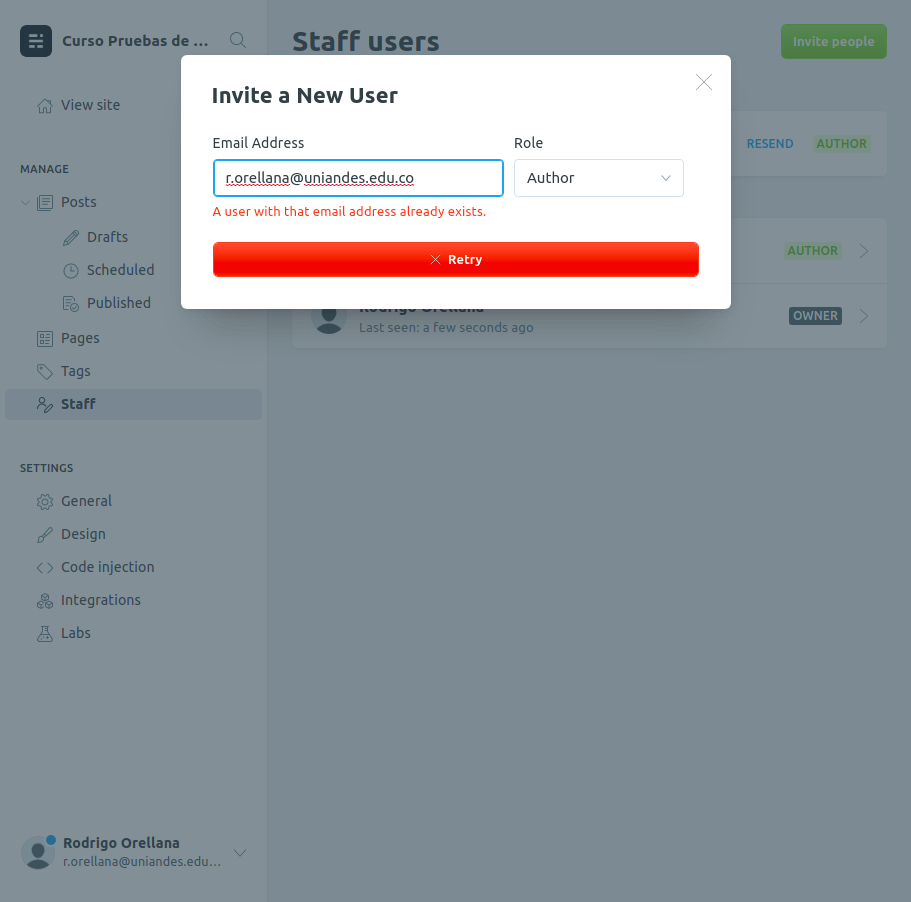 Curso Pruebas de ...
Staff users
Invite people
View site
MANAGE
Posts
Drafts
Scheduled
Published
Pages
Tags
Staff
SETTINGS
General
Design
Code injection
Integrations
Labs
Rodrigo Orellana
r.orellana@uniandes.edu...
Invite a New User
Email Address
Role
r.orellana@uniandes.edu.co
Author
A user with that email address already exists.
Retry
RESEND AUTHOR
AUTHOR
Rodrigo Orellana
Last seen: a few seconds ago
OWNER